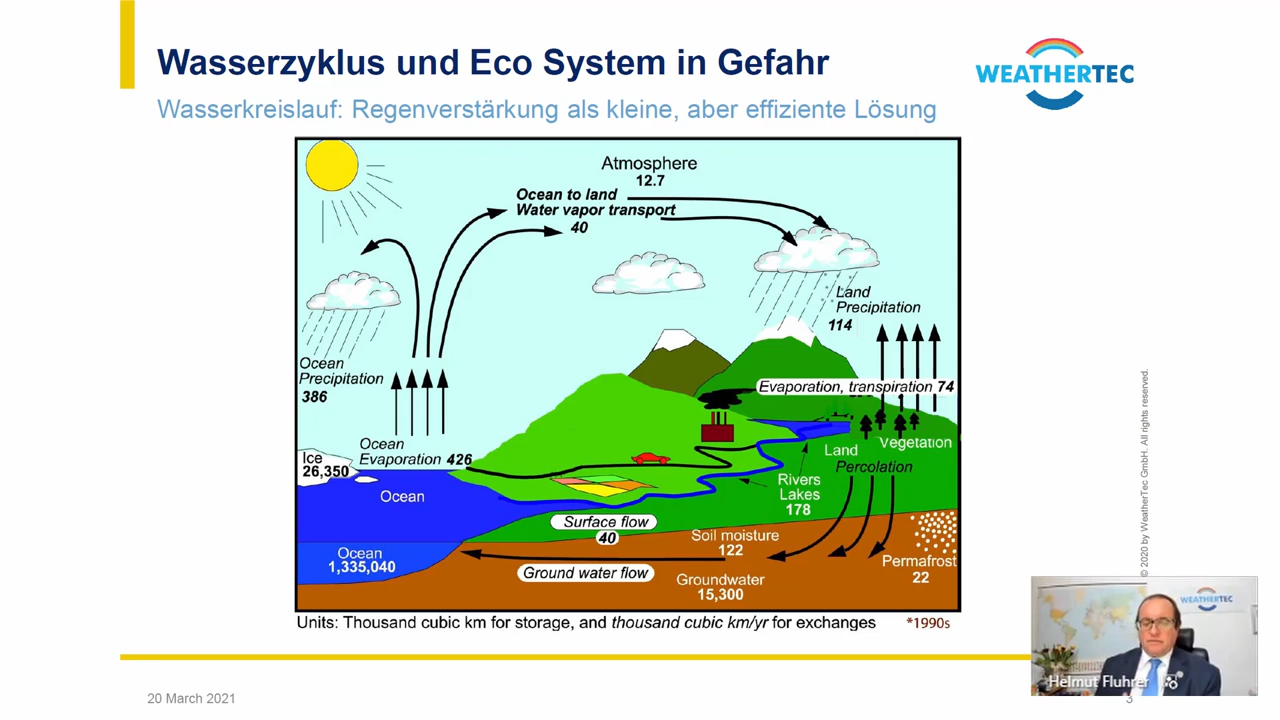 Wasserzyklus und Eco System in Gefahr
WEATHERTEC
Wasserkreislauf: Regenverstärkung als kleine, aber effiziente Lösung
Atmosphere
12.7
Ocean to land
Water vapor transport
40
Land
Precipitation
114
Ocean
Precipitation
386
Evaporation, transpiration 74
Ocean
Evaporation 426
Ice
26,350
Vegetation
Land
Percolation
Ocean
Rivers
Lakes
178
Surface flow
40
Soil moisture
122
Ocean
1,335,040
Ground water flow
Groundwater
15,300
Permafrost
22
Units: Thousand cubic km for storage, and thousand cubic km/yr for exchanges
*1990s
© 2020 by WeatherTec GmbH. All rights reserved.
WEATHERTEC
Helmut Fluhrer
20 March 2021
3